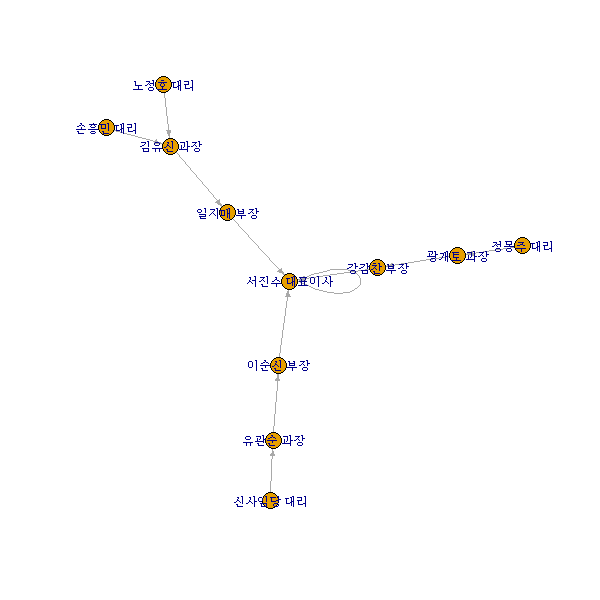 노정호 대리
손흥민 대리
김유신 과장
일지매 부장
정몽주 대리
광개토 과장
강감찬 부장
서진수 대표이사
이순신 부장
유관순 과장
신사임당 대리